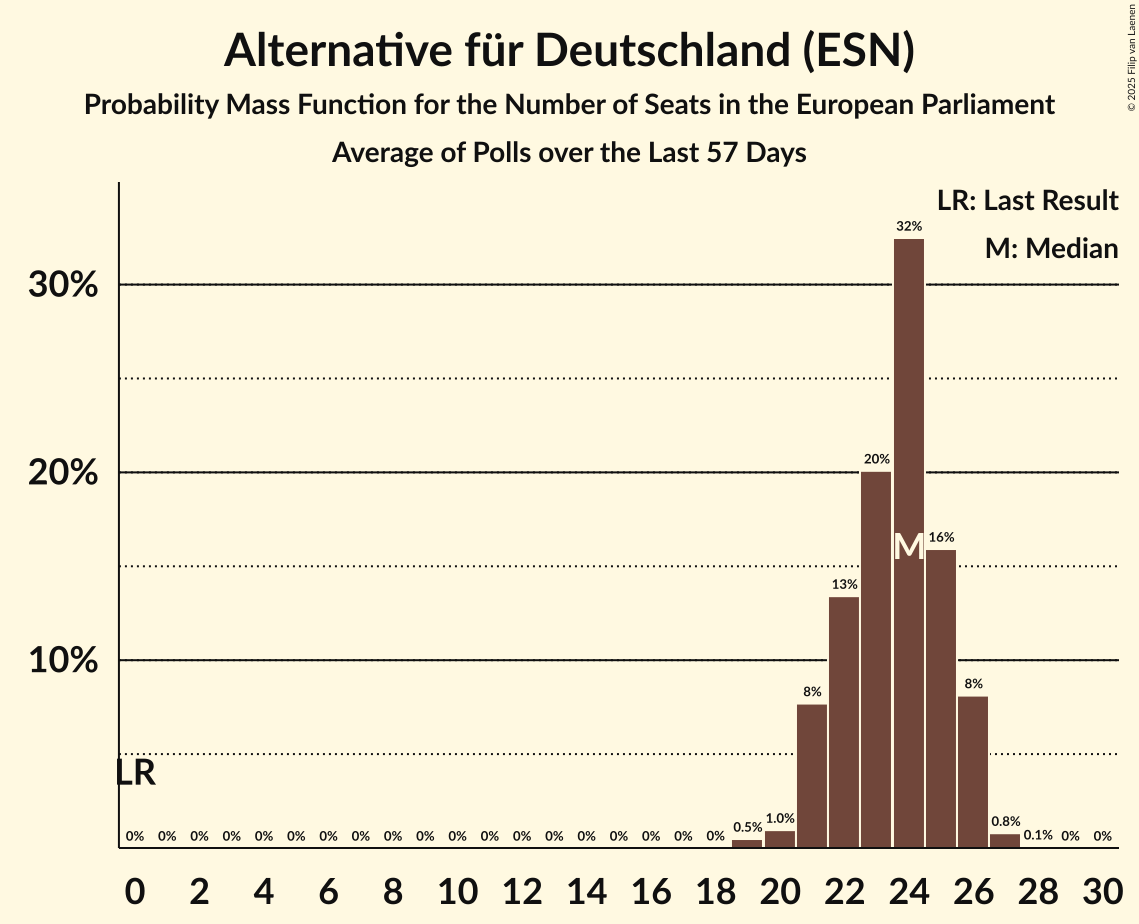 Alternative für Deutschland (ESN)
Probability Mass Function for the Number of Seats in the European Parliament
Average of Polls over the Last 57 Days
© 2025 Filip van Laenen
LR: Last Result
M: Median
30%
20%
10%
LR
M
0% 0% 0% 0% 0% 0% 0% 0% 0% 0% 0% 0% 0% 0% 0% 0% 0% 0% 0% 0.5% 1.0% 8% 13% 20% 32% 16% 8% 0.8% 0.1% 0% 0%
0 2 4 6 8 10 12 14 16 18 20 22 24 26 28 30